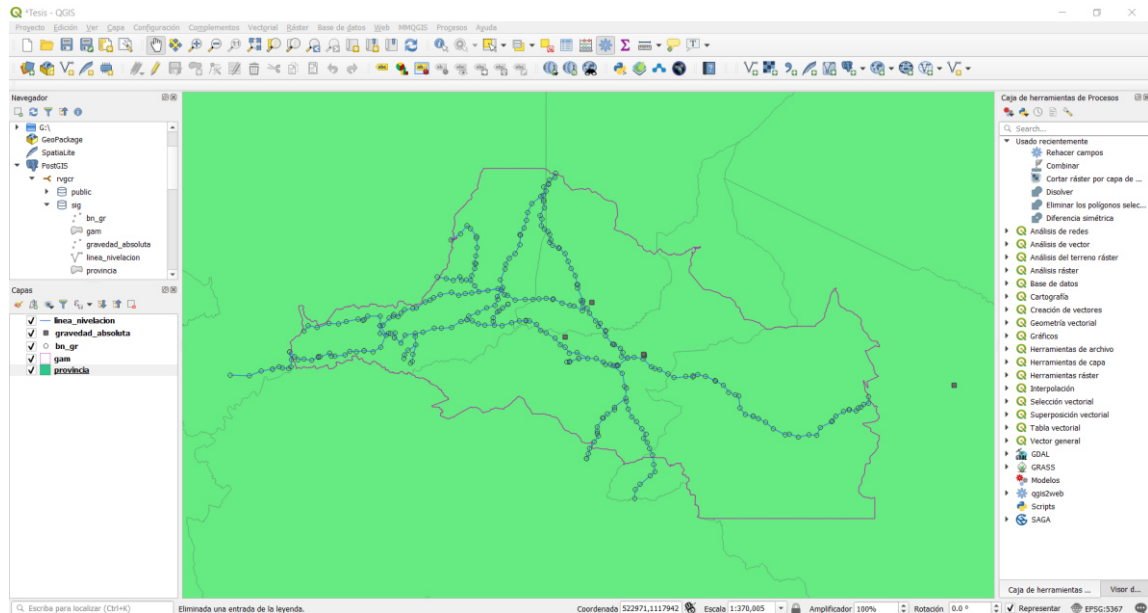 *Tesis - QGIS
Proyecto Edición Ver Capa Configuración Complementos Vectorial Ráster Base de datos Web MMQGIS Procesos Ayuda
Navegador
G:\
GeoPackage
SpatiaLite
PostGIS
rvgcr
public
sig
bn_gr
gam
gravedad_absoluta
linea_nivelacion
provincia
Capas
linea_nivelacion
gravedad_absoluta
bn_gr
gam
provincia
Caja de herramientas de Procesos
Search...
Usado recientemente
Rehacer campos
Combinar
Cortar ráster por capa de ...
Disolver
Eliminar los polígonos selec...
Diferencia simétrica
Análisis de redes
Análisis de vector
Análisis del terreno ráster
Análisis ráster
Base de datos
Cartografía
Creación de vectores
Geometría vectorial
Gráficos
Herramientas de archivo
Herramientas de capa
Herramientas ráster
Interpolación
Selección vectorial
Superposición vectorial
Tabla vectorial
Vector general
GDAL
GRASS
Modelos
qgis2web
Scripts
SAGA
Caja de herramientas ... Visor d...
Escriba para localizar (Ctrl+K) Eliminada una entrada de la leyenda. Coordenada 522971,1117942 Escala 1:370,005 Amplificador 100% Rotación 0.0 ° Representar EPSG:5367